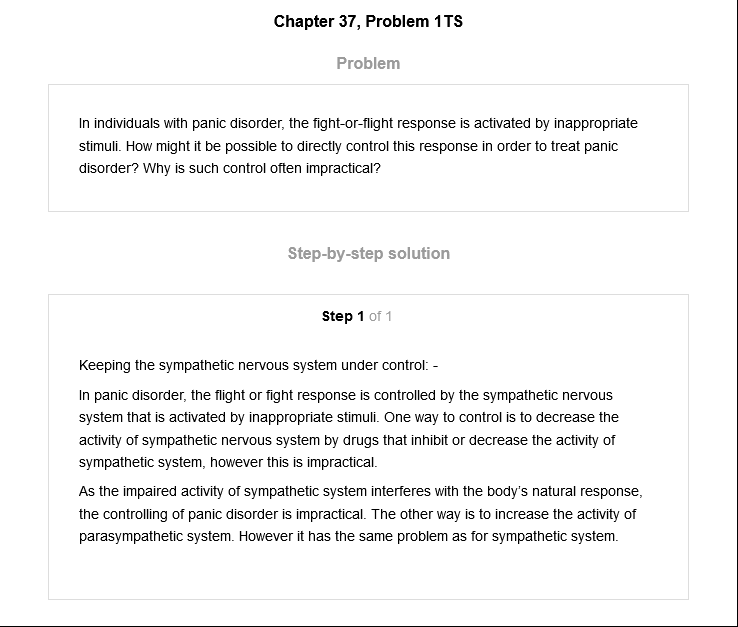 Chapter 37, Problem 1TS
Problem
In individuals with panic disorder, the fight-or-flight response is activated by inappropriate
stimuli. How might it be possible to directly control this response in order to treat panic
disorder? Why is such control often impractical?
Step-by-step solution
Step 1 of 1
Keeping the sympathetic nervous system under control: -
In panic disorder, the flight or fight response is controlled by the sympathetic nervous
system that is activated by inappropriate stimuli. One way to control is to decrease the
activity of sympathetic nervous system by drugs that inhibit or decrease the activity of
sympathetic system, however this is impractical.
As the impaired activity of sympathetic system interferes with the body’s natural response,
the controlling of panic disorder is impractical. The other way is to increase the activity of
parasympathetic system. However it has the same problem as for sympathetic system.